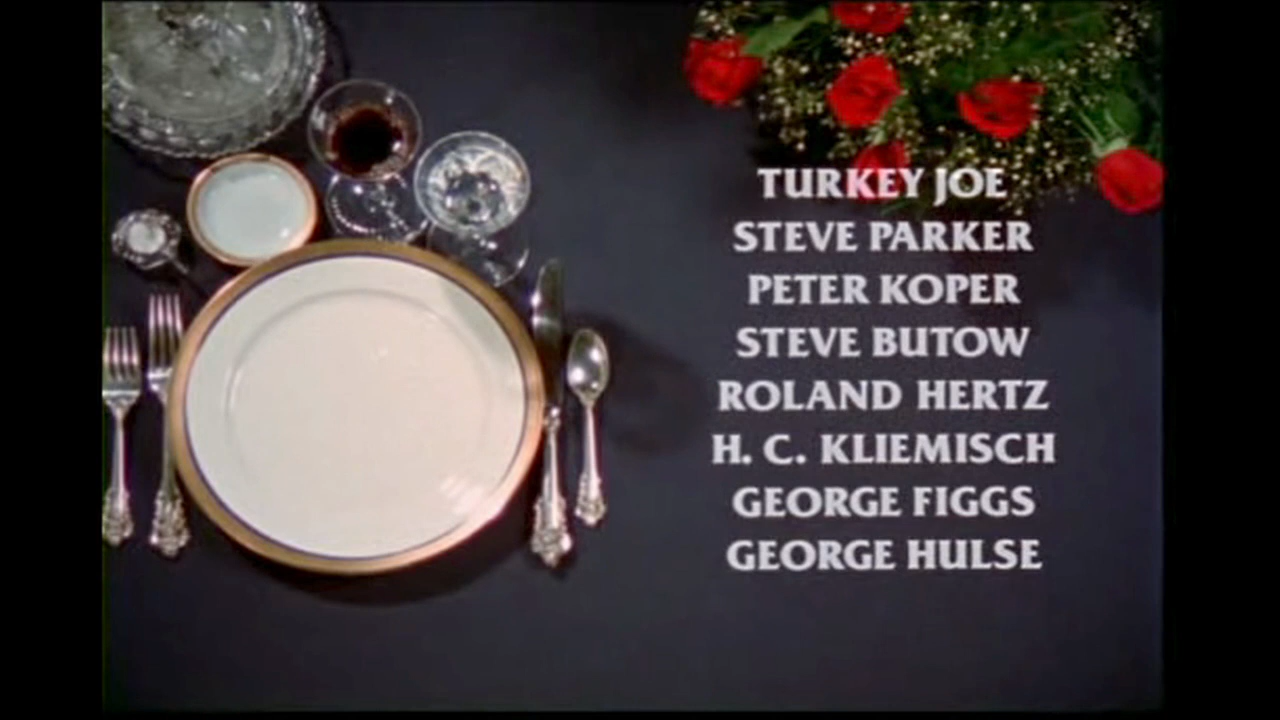 TURKEY JOE
STEVE PARKER
PETER KOPER
STEVE BUTOW
ROLAND HERTZ
H. C. KLIEMISCH
GEORGE FIGGS
GEORGE HULSE